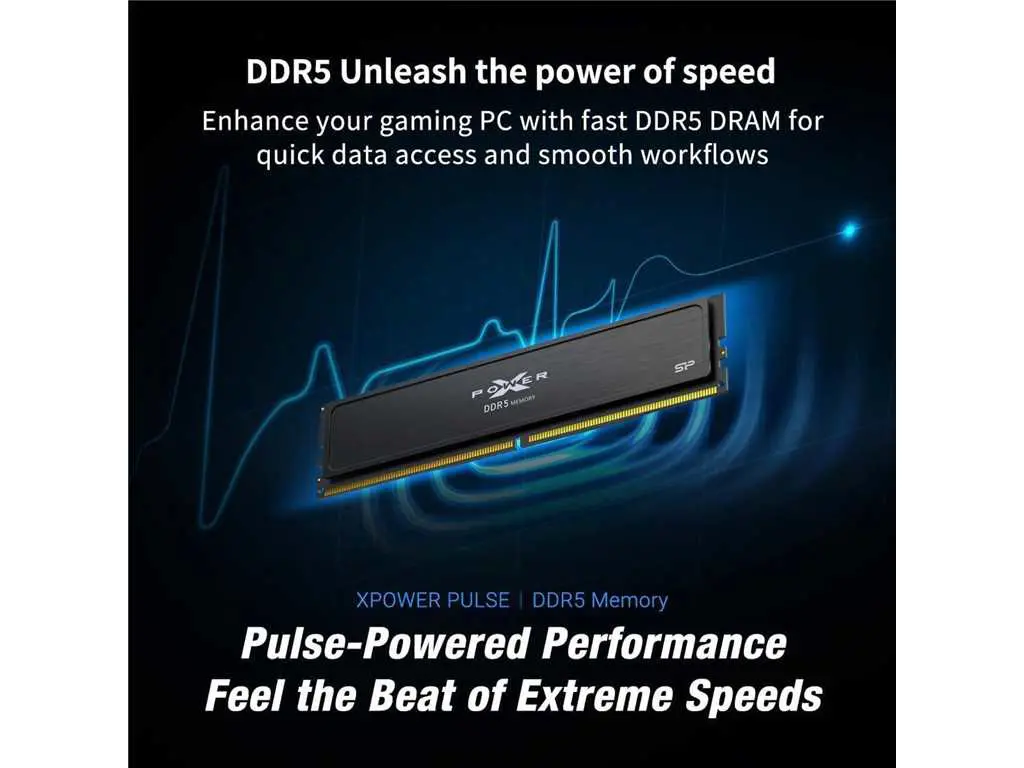 DDR5 Unleash the power of speed
Enhance your gaming PC with fast DDR5 DRAM for
quick data access and smooth workflows
XPOWER
DDR5 MEMORY
SP
XPOWER PULSE | DDR5 Memory
Pulse-Powered Performance
Feel the Beat of Extreme Speeds